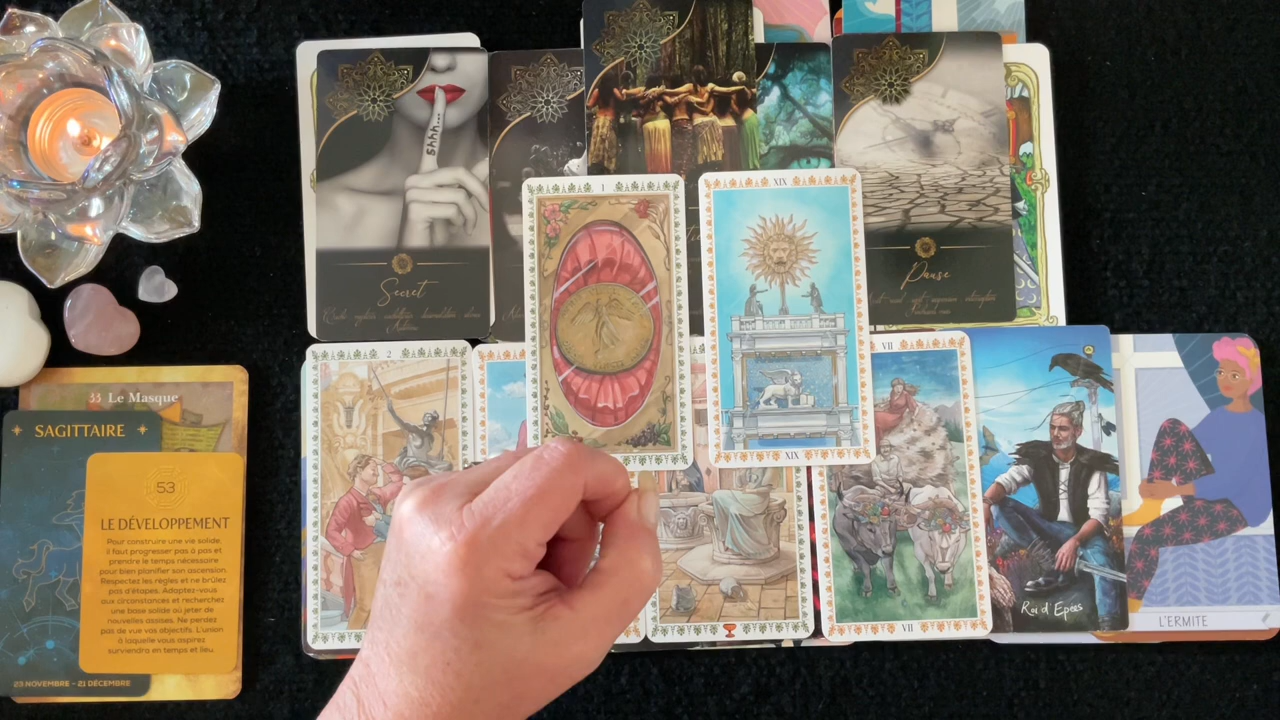 shhh...
Secret
Pause
I
XIX
XIX
2
VII
VII
Roi d'Epées
L'ERMITE
33 Le Masque
SAGITTAIRE
53
LE DÉVELOPPEMENT
Pour construire une vie solide,
il faut progresser pas à pas et
prendre le temps nécessaire
pour bien planifier son ascension.
Respectez les règles et ne brûlez
pas d'étapes. Adaptez-vous
aux circonstances et recherchez
une base solide où jeter de
nouvelles assises. Ne perdez
pas de vue vos objectifs. L'union
à laquelle vous aspirez
surviendra en temps et lieu.
23 NOVEMBRE - 21 DÉCEMBRE